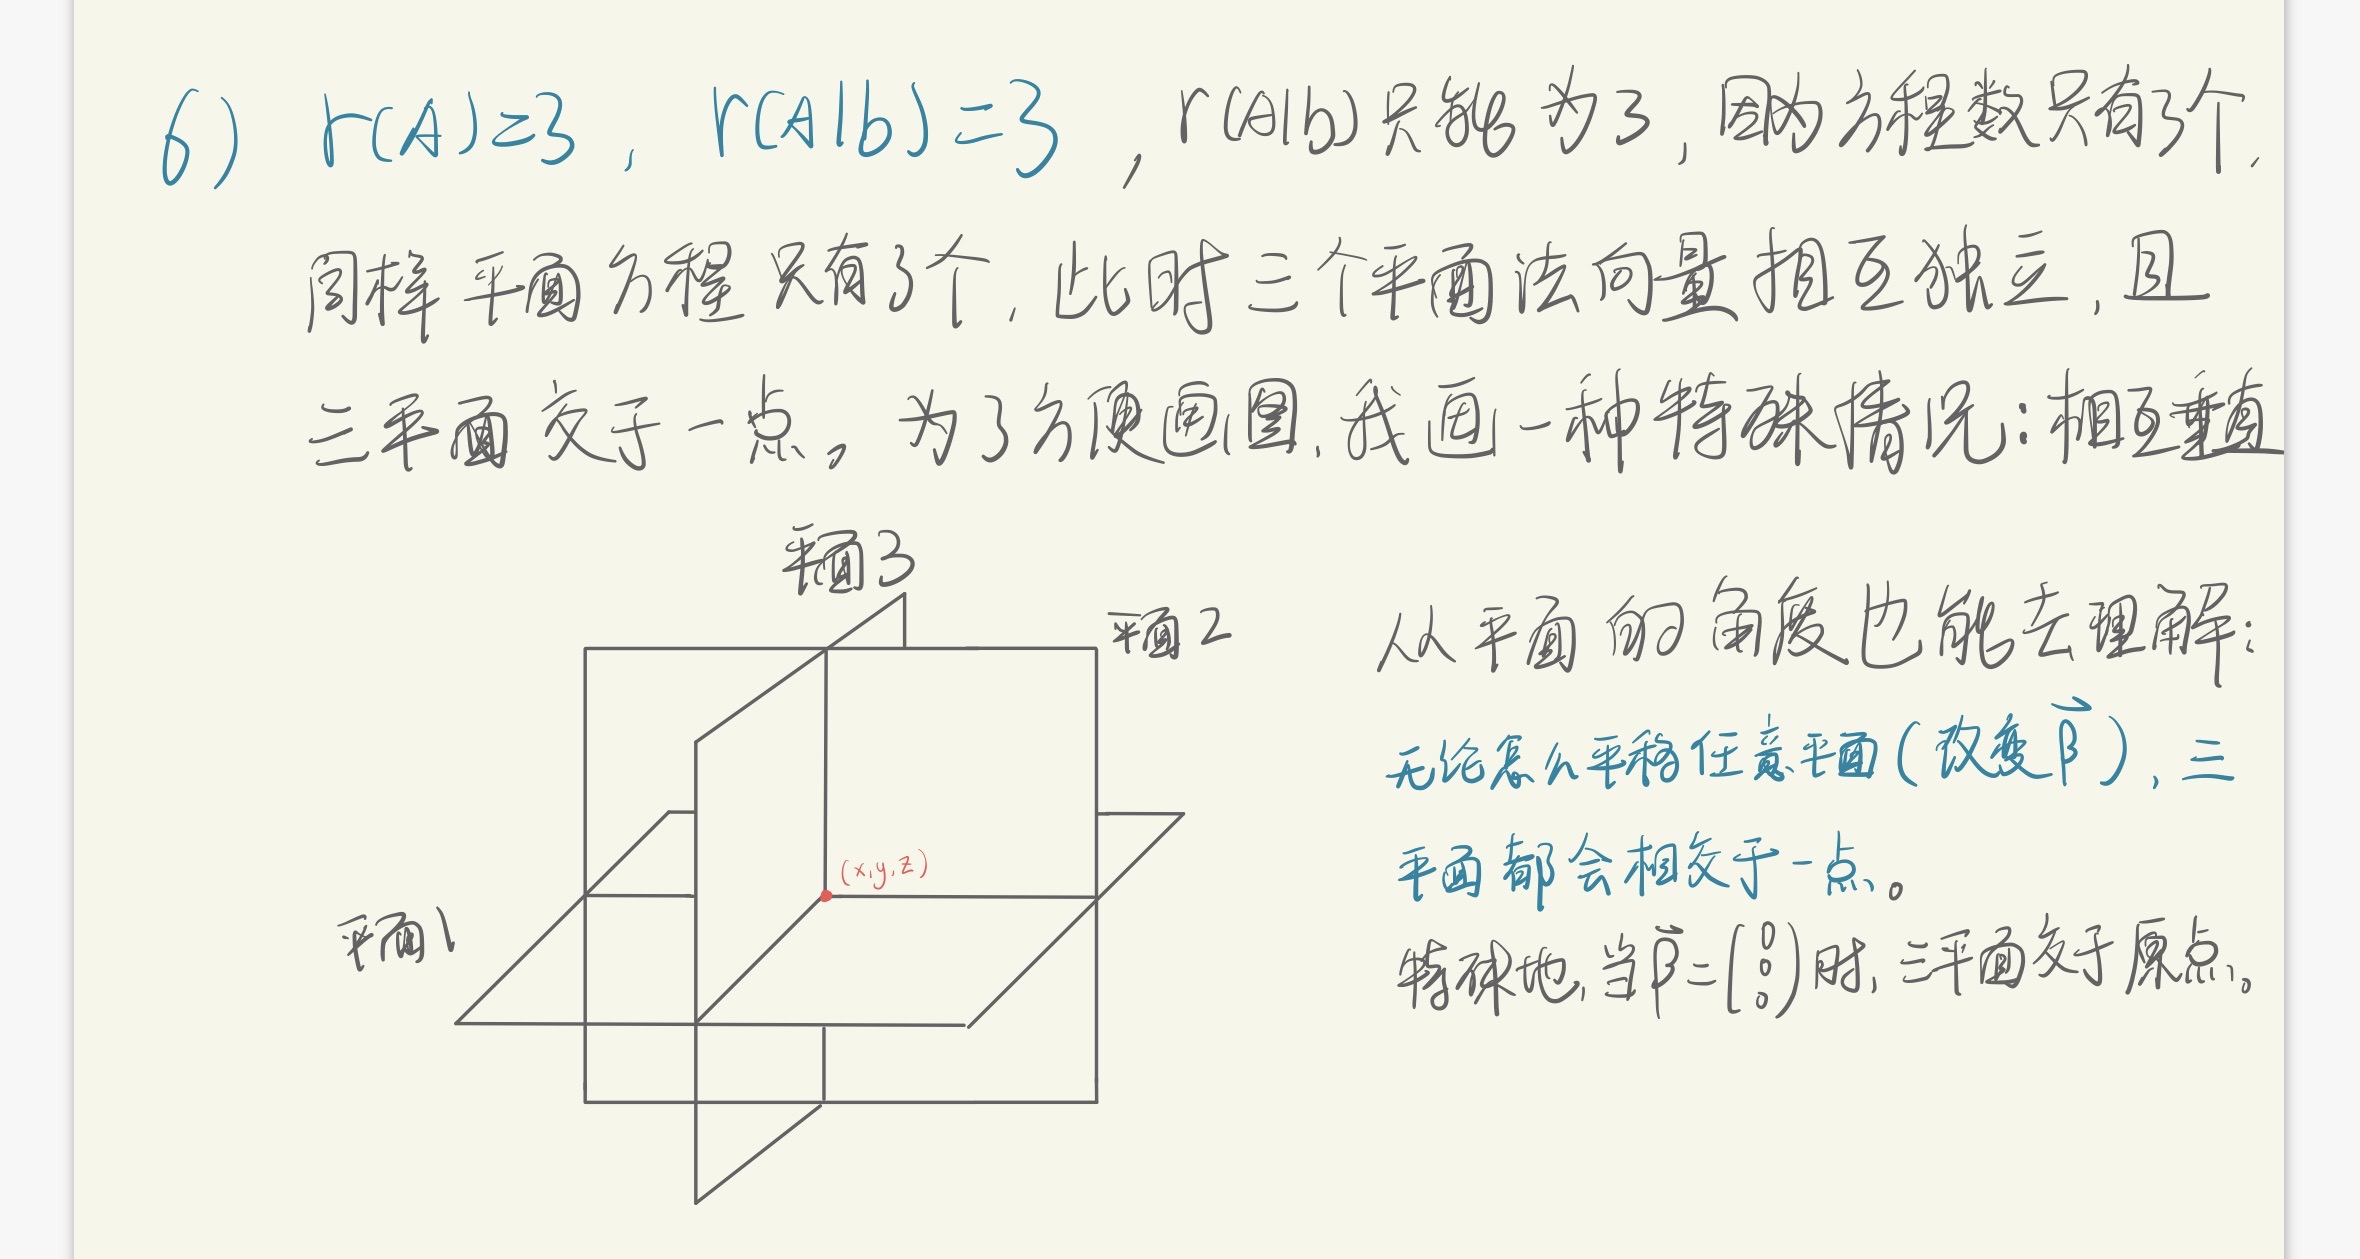 6) r(A)=3, r(A|b)=3, r(A|b)只能为3,因为方程数只有3个,
同样平面方程只有3个,此时三个平面法向量相互独立,且
三平面交于一点。为了方便画图,我画一种特殊情况:相互垂直
平面3
平面2
(x,y,z)
平面1
从平面的角度也能去理解:
无论怎么平移任意平面(改变β⃗),三
平面都会相交于一点。
特殊地,当β⃗=(0 0 0)时,三平面交于原点。